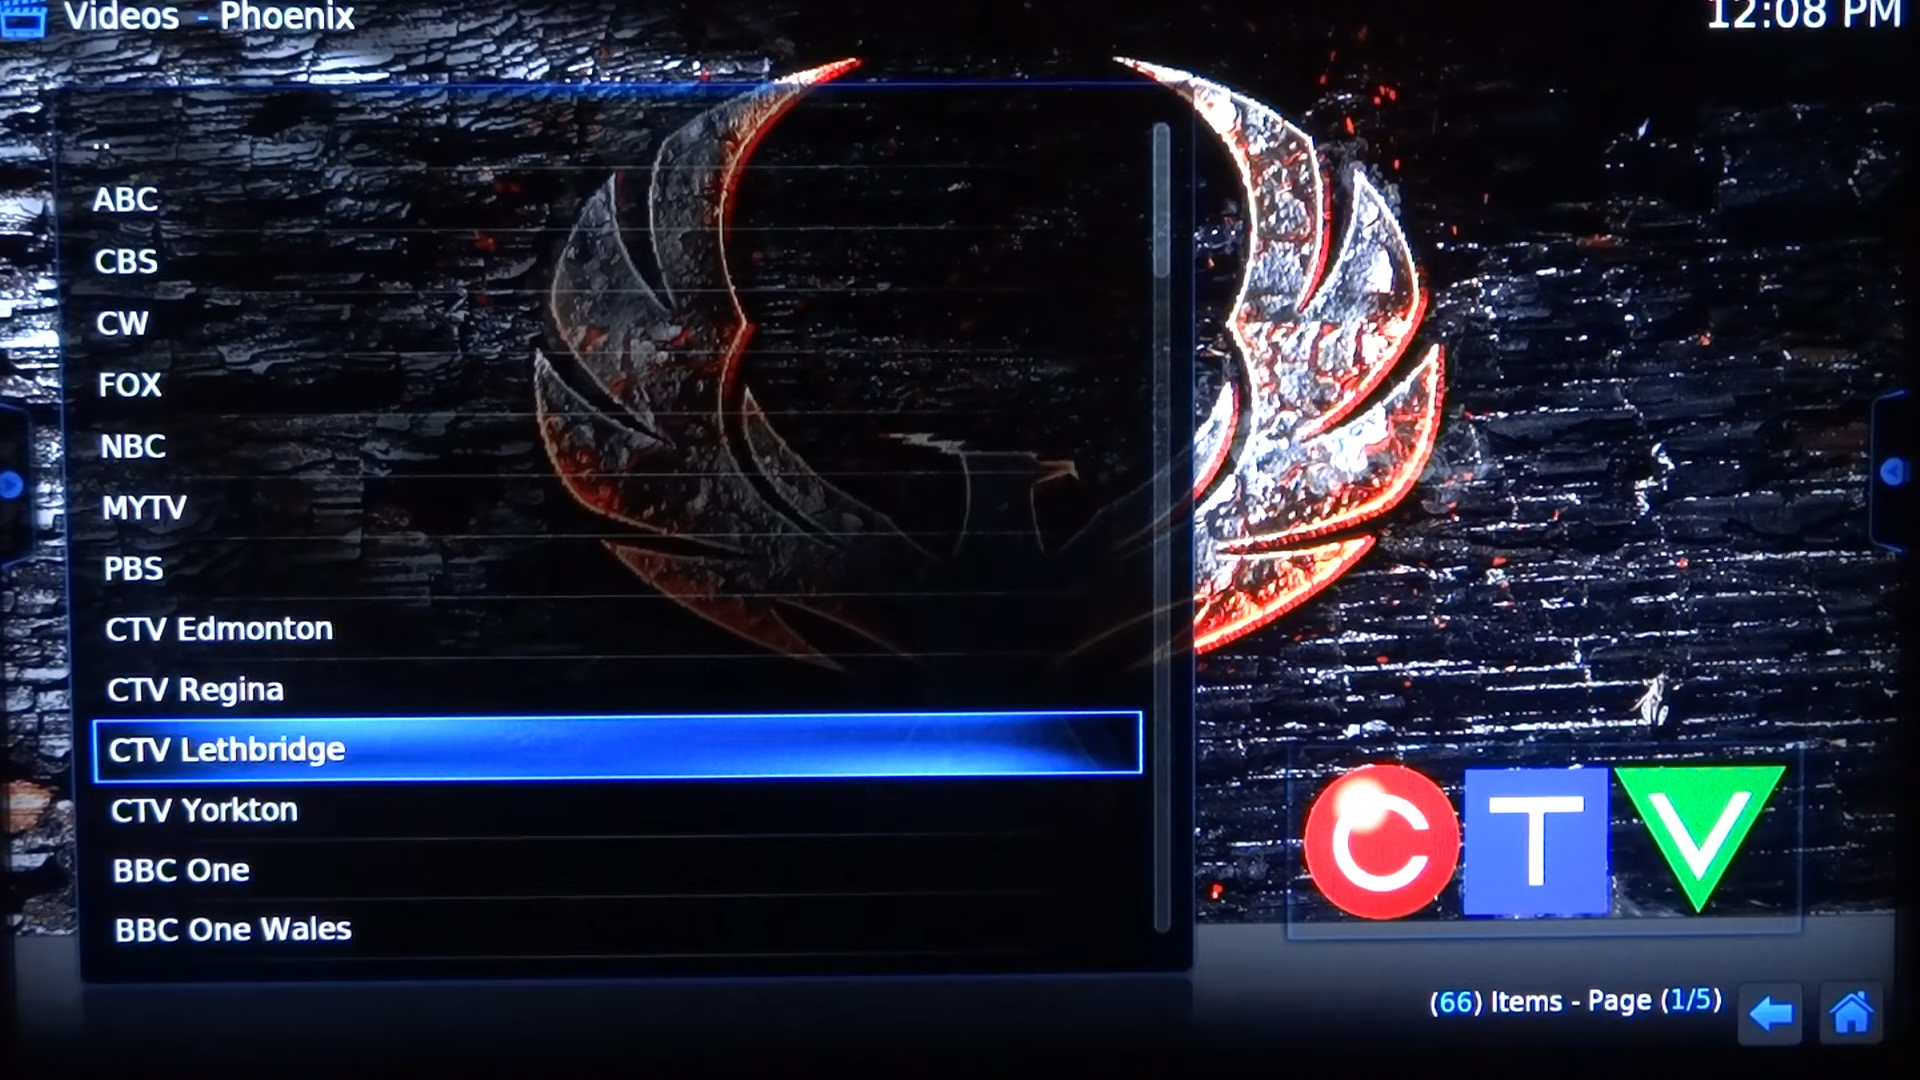 Videos - Phoenix
12:08 PM
..
ABC
CBS
CW
FOX
NBC
MYTV
PBS
CTV Edmonton
CTV Regina
CTV Lethbridge
CTV Yorkton
BBC One
BBC One Wales
CTV
(66) Items - Page (1/5)